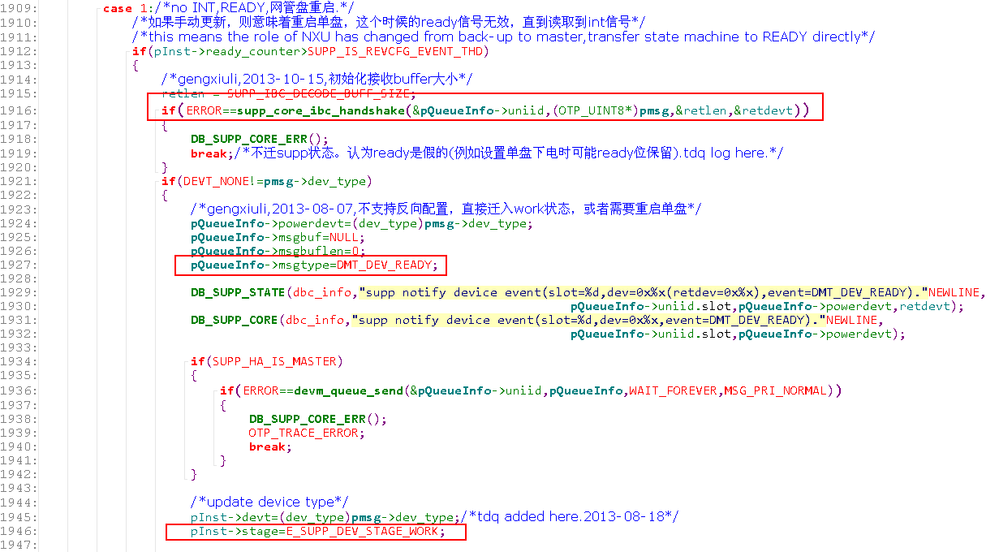 1909: case 1:/*no INT,READY,网管盘重启.*/
1910: /*如果手动更新，则意味着重启单盘，这个时候的ready信号无效，直到读取到int信号*/
1911: /*this means the role of NXU has changed from back-up to master,transfer state machine to READY directly*/
1912: if(pInst->ready_counter>SUPP_IS_REVCFG_EVENT_THD)
1913: {
1914: /*gengxiuli,2013-10-15,初始化接收buffer大小*/
1915: retlen = SUPP_IBC_DECODE_BUFF_SIZE;
1916: if(ERROR==supp_core_ibc_handshake(&pQueueInfo->uniid,(OTP_UINT8*)pmsg,&retlen,&retdevt))
1917: {
1918: DB_SUPP_CORE_ERR();
1919: break;/*不迁supp状态。认为ready是假的(例如设置单盘下电时可能ready位保留).tdq log here.*/
1920: }
1921: if(DEVT_NONE!=pmsg->dev_type)
1922: {
1923: /*gengxiuli,2013-08-07,不支持反向配置，直接迁入work状态，或者需要重启单盘*/
1924: pQueueInfo->powerdevt=(dev_type)pmsg->dev_type;
1925: pQueueInfo->msgbuf=NULL;
1926: pQueueInfo->msgbuflen=0;
1927: pQueueInfo->msgtype=DMT_DEV_READY;
1928:
1929: DB_SUPP_STATE(dbc_info,"supp notify device event(slot=%d,dev=0x%x(retdev=0x%x),event=DMT_DEV_READY)."NEWLINE,
1930: pQueueInfo->uniid.slot,pQueueInfo->powerdevt,retdevt);
1931: DB_SUPP_CORE(dbc_info,"supp notify device event(slot=%d,dev=0x%x,event=DMT_DEV_READY)."NEWLINE,
1932: pQueueInfo->uniid.slot,pQueueInfo->powerdevt);
1933:
1934: if(SUPP_HA_IS_MASTER)
1935: {
1936: if(ERROR==devm_queue_send(&pQueueInfo->uniid,pQueueInfo,WAIT_FOREVER,MSG_PRI_NORMAL))
1937: {
1938: DB_SUPP_CORE_ERR();
1939: OTP_TRACE_ERROR;
1940: break;
1941: }
1942: }
1943:
1944: /*update device type*/
1945: pInst->devt=(dev_type)pmsg->dev_type;/*tdq added here.2013-08-18*/
1946: pInst->stage=E_SUPP_DEV_STAGE_WORK;
1947: